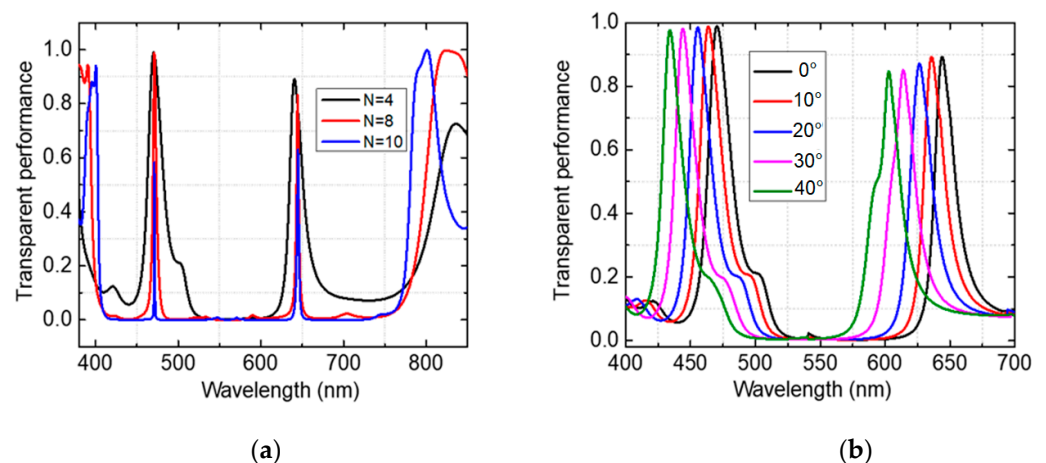 Transparent performance
1.0
0.8
0.6
0.4
0.2
0.0
N=4
N=8
N=10
400 500 600 700 800
Wavelength (nm)
(a)
Transparent performance
1.0
0.8
0.6
0.4
0.2
0.0
0°
10°
20°
30°
40°
400 450 500 550 600 650 700
Wavelength (nm)
(b)